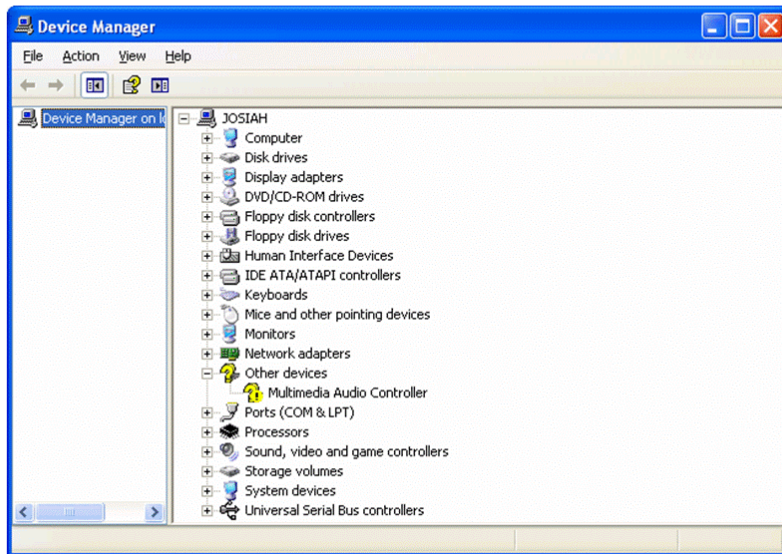 Device Manager
File Action View Help
Device Manager on
JOSIAH
Computer
Disk drives
Display adapters
DVD/CD-ROM drives
Floppy disk controllers
Floppy disk drives
Human Interface Devices
IDE ATA/ATAPI controllers
Keyboards
Mice and other pointing devices
Monitors
Network adapters
Other devices
Multimedia Audio Controller
Ports (COM & LPT)
Processors
Sound, video and game controllers
Storage volumes
System devices
Universal Serial Bus controllers